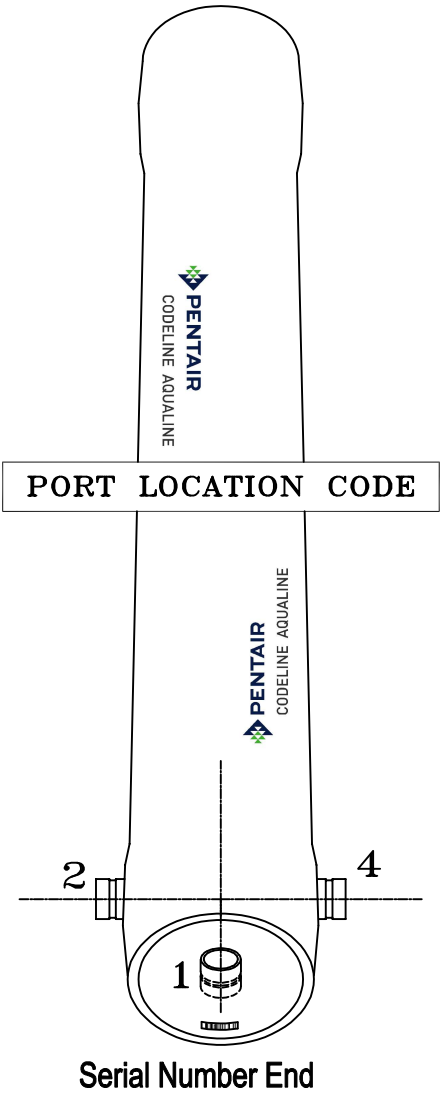 PENTAIR
CODELINE AQUALINE
PORT LOCATION CODE
PENTAIR
CODELINE AQUALINE
2
4
1
Serial Number End